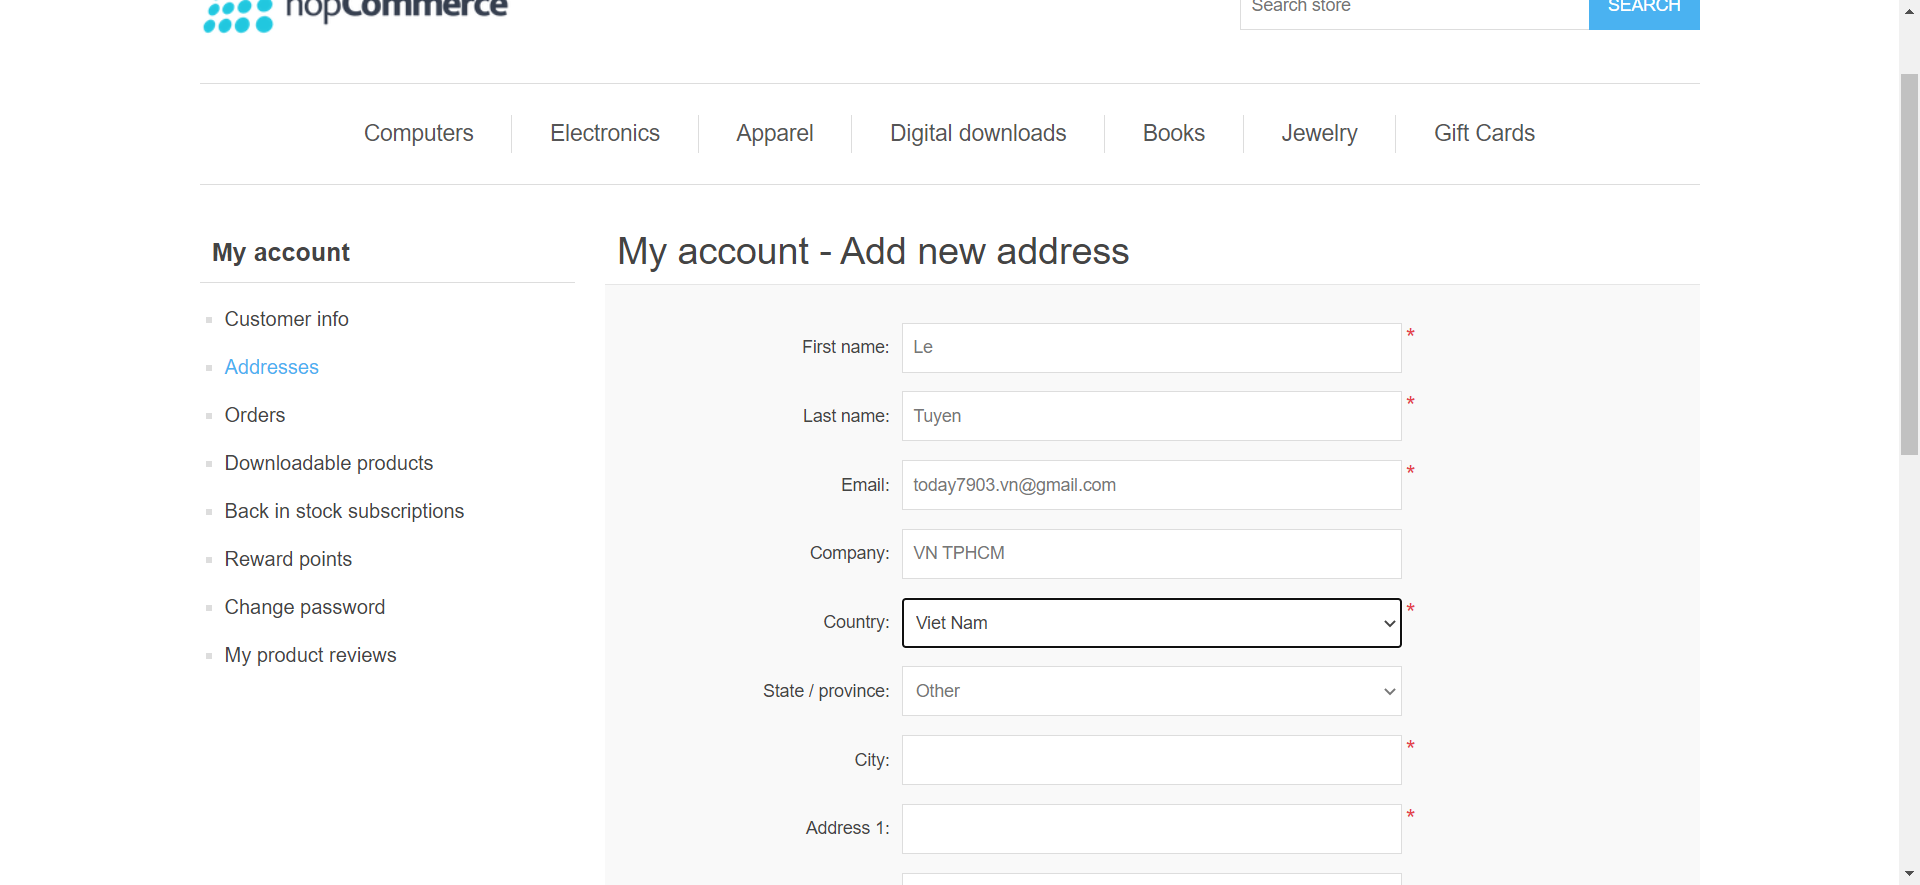 nopCommerce
Search store
SEARCH
Computers
Electronics
Apparel
Digital downloads
Books
Jewelry
Gift Cards
My account
Customer info
Addresses
Orders
Downloadable products
Back in stock subscriptions
Reward points
Change password
My product reviews
My account - Add new address
First name: Le *
Last name: Tuyen *
Email: today7903.vn@gmail.com *
Company: VN TPHCM
Country: Viet Nam *
State / province: Other
City: *
Address 1: *